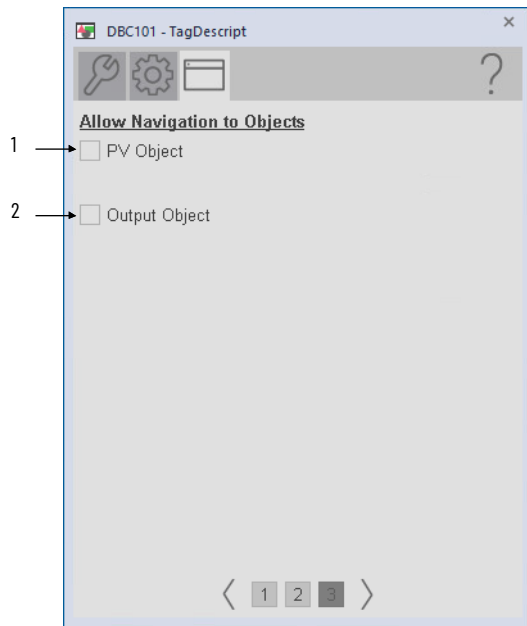 DBC101 - TagDescript
×
?
Allow Navigation to Objects
1
PV Object
2
Output Object
1 2 3